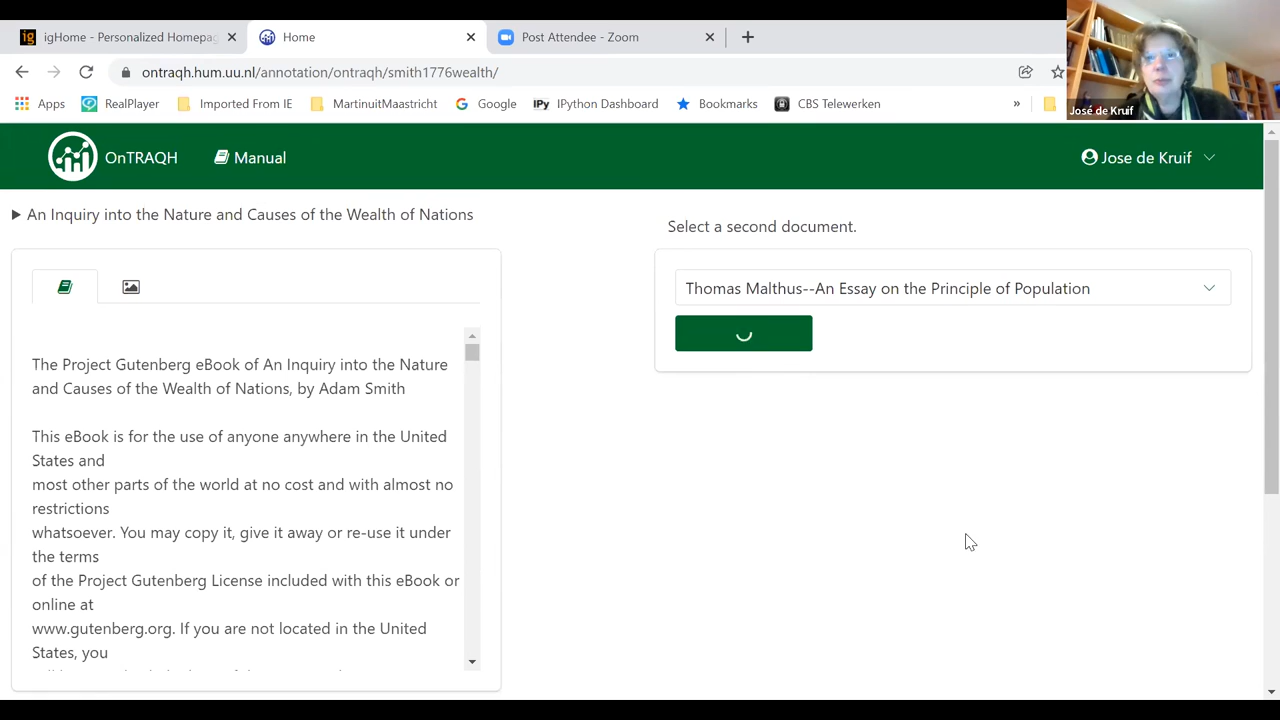 igHome - Personalized Homepag
Home
Post Attendee - Zoom
ontraqh.hum.uu.nl/annotation/ontraqh/smith1776wealth/
Apps
RealPlayer
Imported From IE
MartinuitMaastricht
Google
IPy
IPython Dashboard
Bookmarks
CBS Telewerken
»
José de Kruif
OnTRAQH
Manual
Jose de Kruif
An Inquiry into the Nature and Causes of the Wealth of Nations
Select a second document.
Thomas Malthus--An Essay on the Principle of Population
The Project Gutenberg eBook of An Inquiry into the Nature
and Causes of the Wealth of Nations, by Adam Smith
This eBook is for the use of anyone anywhere in the United
States and
most other parts of the world at no cost and with almost no
restrictions
whatsoever. You may copy it, give it away or re-use it under
the terms
of the Project Gutenberg License included with this eBook or
online at
www.gutenberg.org. If you are not located in the United
States, you